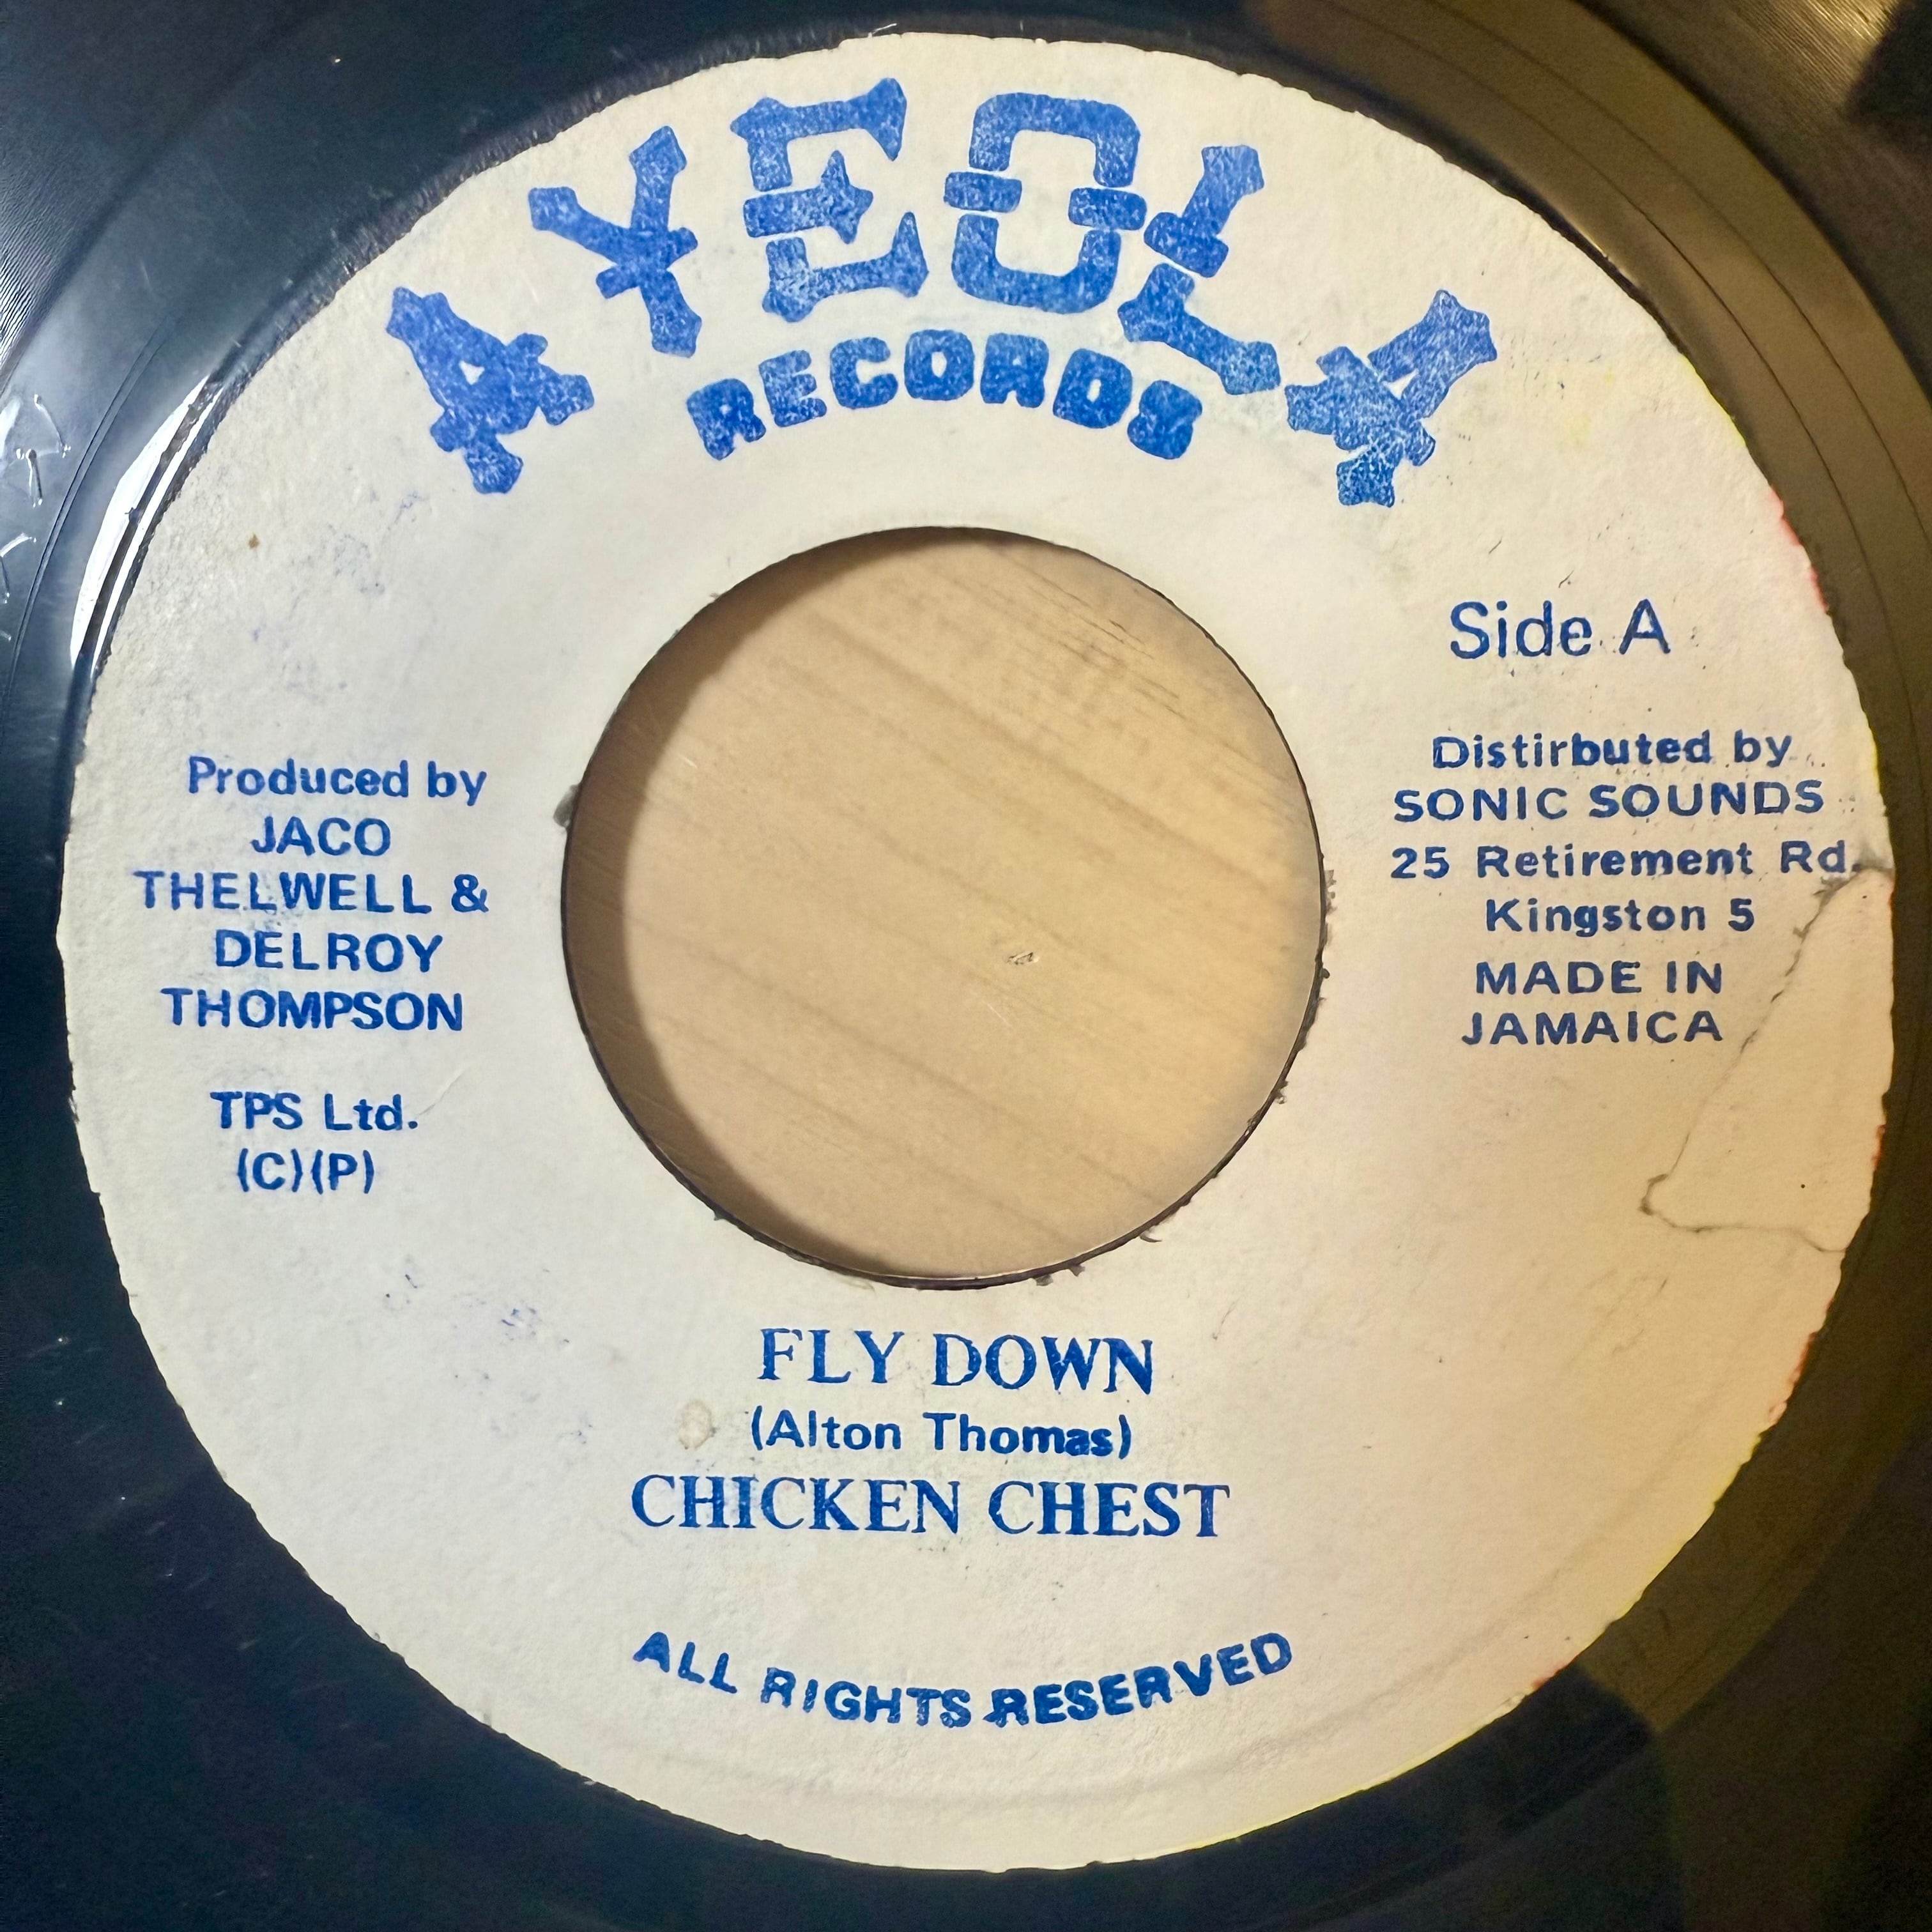 AYEOLA
RECORDS
Side A
Produced by
JACO
THELWELL &
DELROY
THOMPSON
TPS Ltd.
(C)(P)
Distirbuted by
SONIC SOUNDS
25 Retirement Rd.
Kingston 5
MADE IN
JAMAICA
FLY DOWN
(Alton Thomas)
CHICKEN CHEST
ALL RIGHTS RESERVED